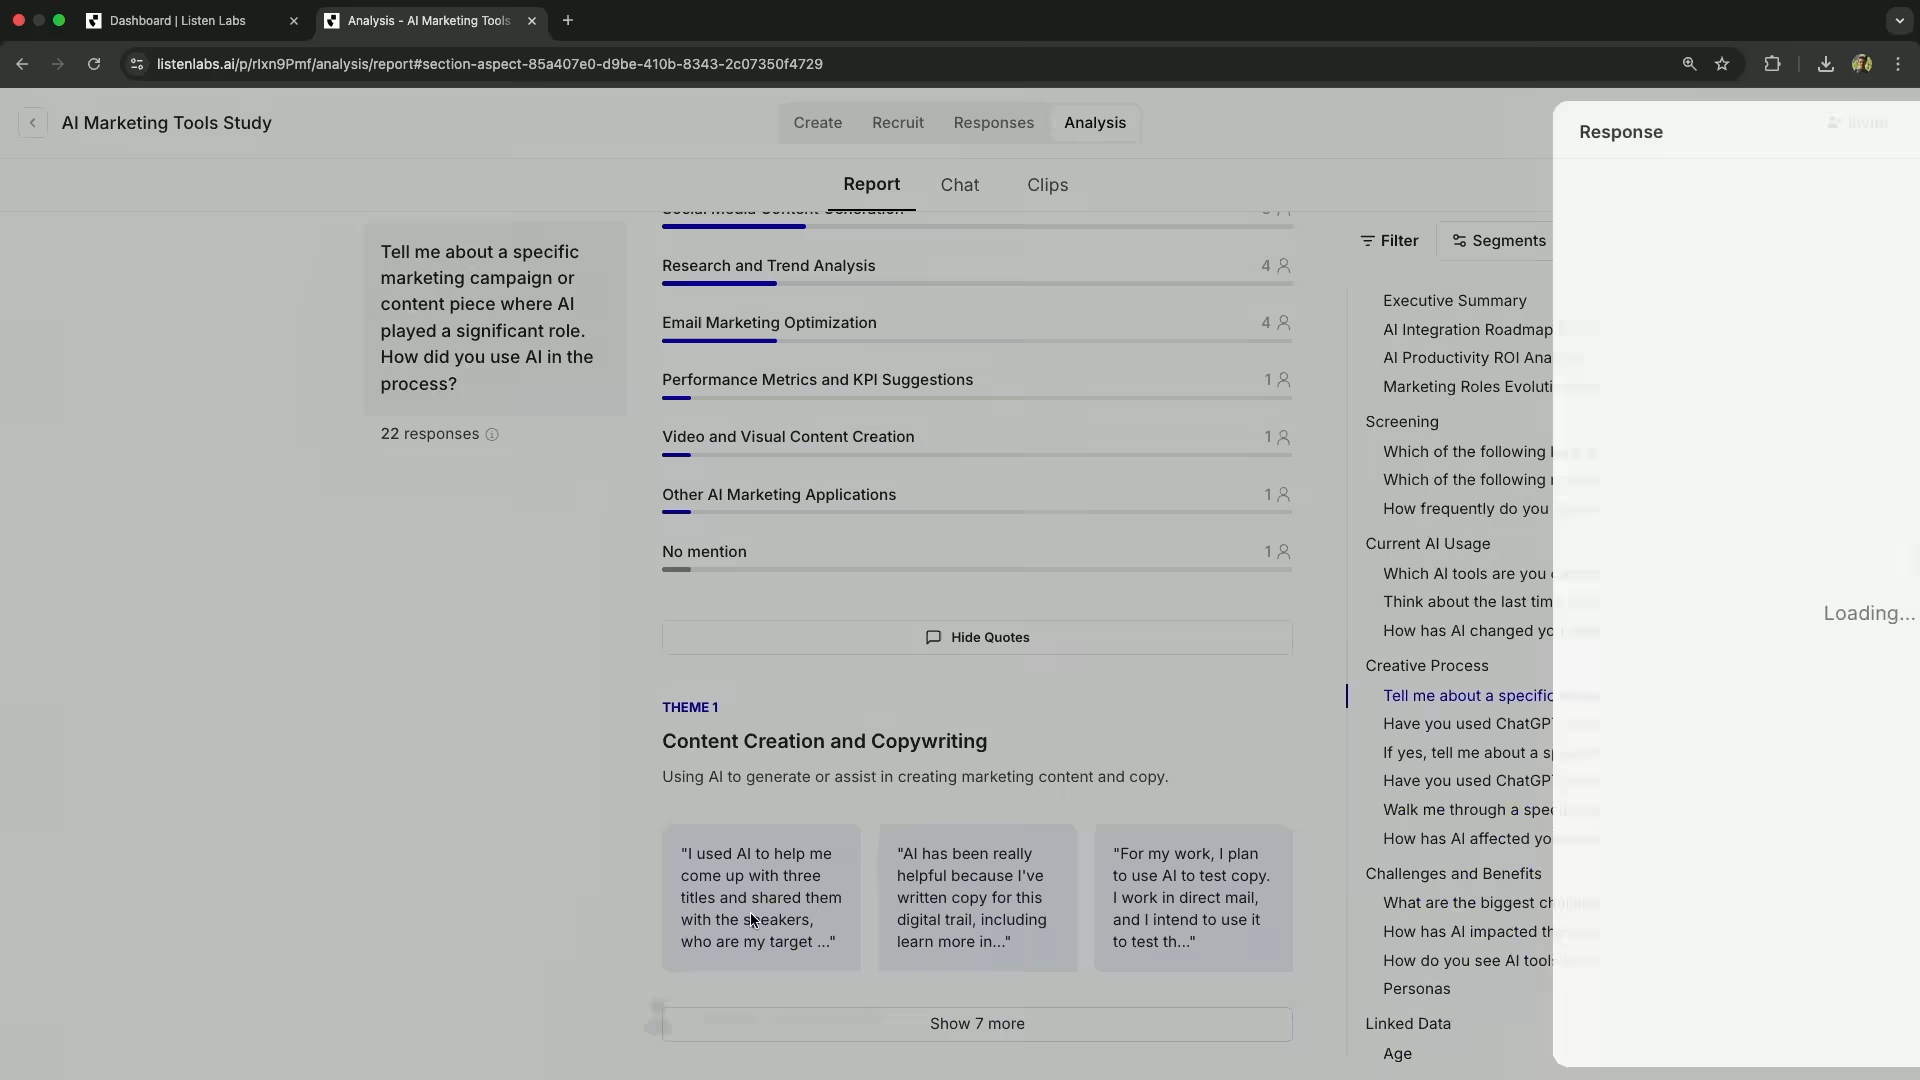 Dashboard | Listen Labs
Analysis - AI Marketing Tools
listenlabs.ai/p/rIxn9Pmf/analysis/report#section-aspect-85a407e0-d9be-410b-8343-2c07350f4729
AI Marketing Tools Study
Create
Recruit
Responses
Analysis
Response
Invite
Report
Chat
Clips
Tell me about a specific
marketing campaign or
content piece where AI
played a significant role.
How did you use AI in the
process?
22 responses
Social Media Content Generation
Research and Trend Analysis 4
Email Marketing Optimization 4
Performance Metrics and KPI Suggestions 1
Video and Visual Content Creation 1
Other AI Marketing Applications 1
No mention 1
Hide Quotes
THEME 1
Content Creation and Copywriting
Using AI to generate or assist in creating marketing content and copy.
"I used AI to help me
come up with three
titles and shared them
with the speakers,
who are my target ..."
"AI has been really
helpful because I've
written copy for this
digital trail, including
learn more in..."
"For my work, I plan
to use AI to test copy.
I work in direct mail,
and I intend to use it
to test th..."
Show 7 more
Filter
Segments
Executive Summary
AI Integration Roadmap
AI Productivity ROI Ana
Marketing Roles Evoluti
Screening
Which of the following
Which of the following
How frequently do you
Current AI Usage
Which AI tools are you
Think about the last tim
How has AI changed yo
Creative Process
Tell me about a specific
Have you used ChatGP
If yes, tell me about a s
Have you used ChatGP
Walk me through a spec
How has AI affected yo
Challenges and Benefits
What are the biggest ch
How has AI impacted th
How do you see AI tool
Personas
Linked Data
Age
Loading...